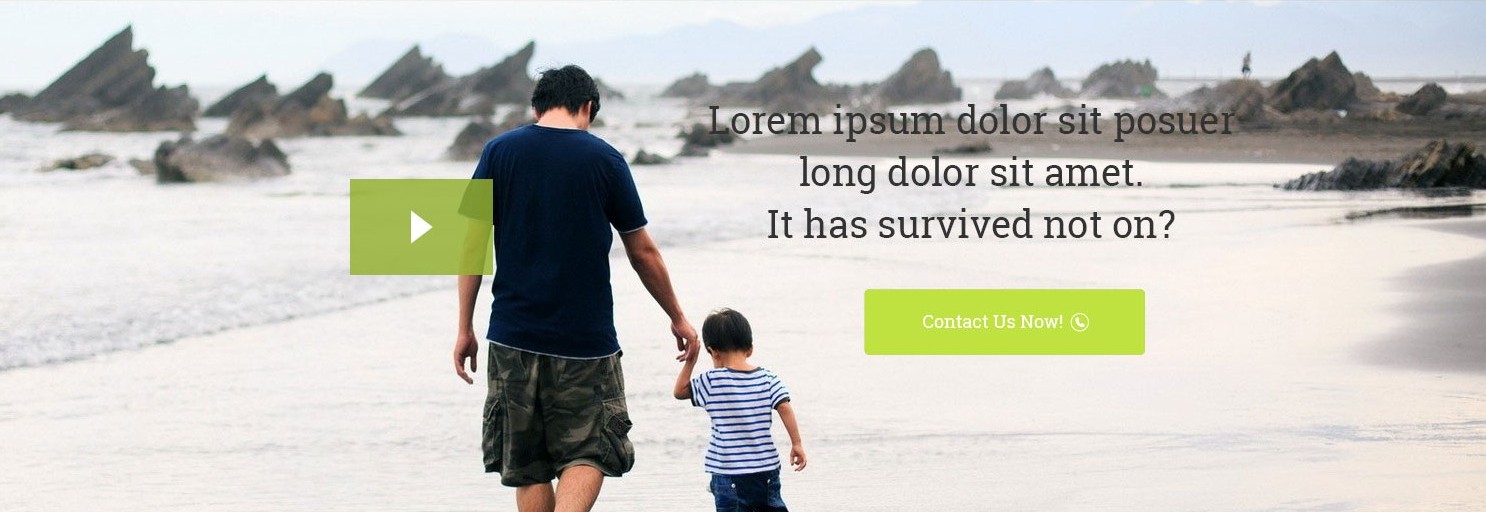 Lorem ipsum dolor sit posuer
long dolor sit amet.
It has survived not on?
Contact Us Now!